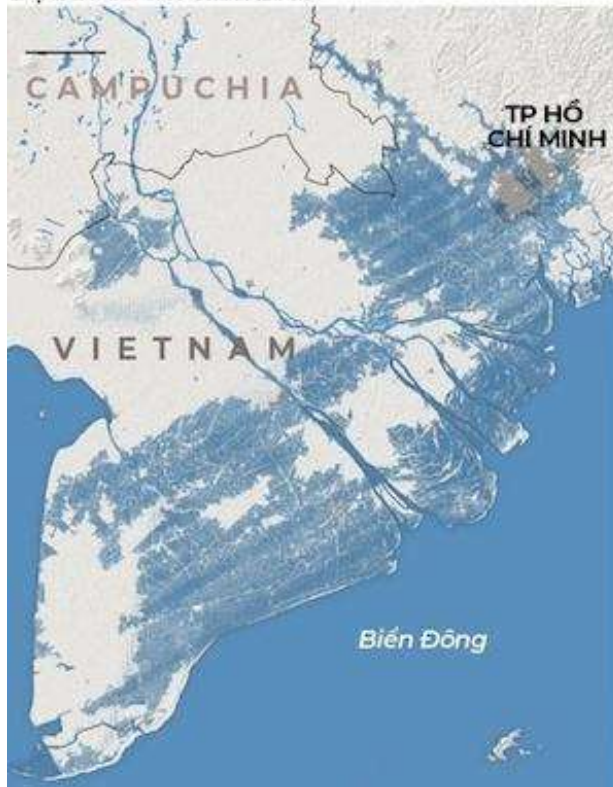 CAMPUCHIA
TP HỒ
CHÍ MINH
VIETNAM
Biển Đông